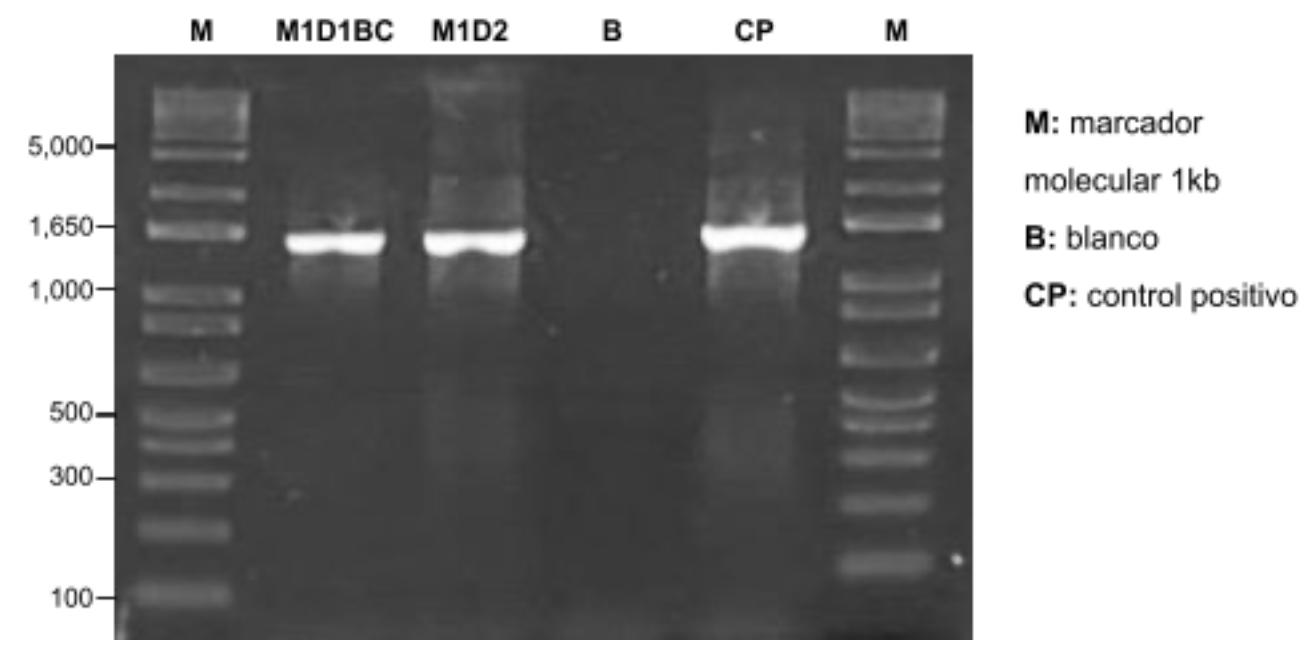 M M1D1BC M1D2 B CP M
5,000
1,650
1,000
500
300
100
M: marcador
molecular 1kb
B: blanco
CP: control positivo